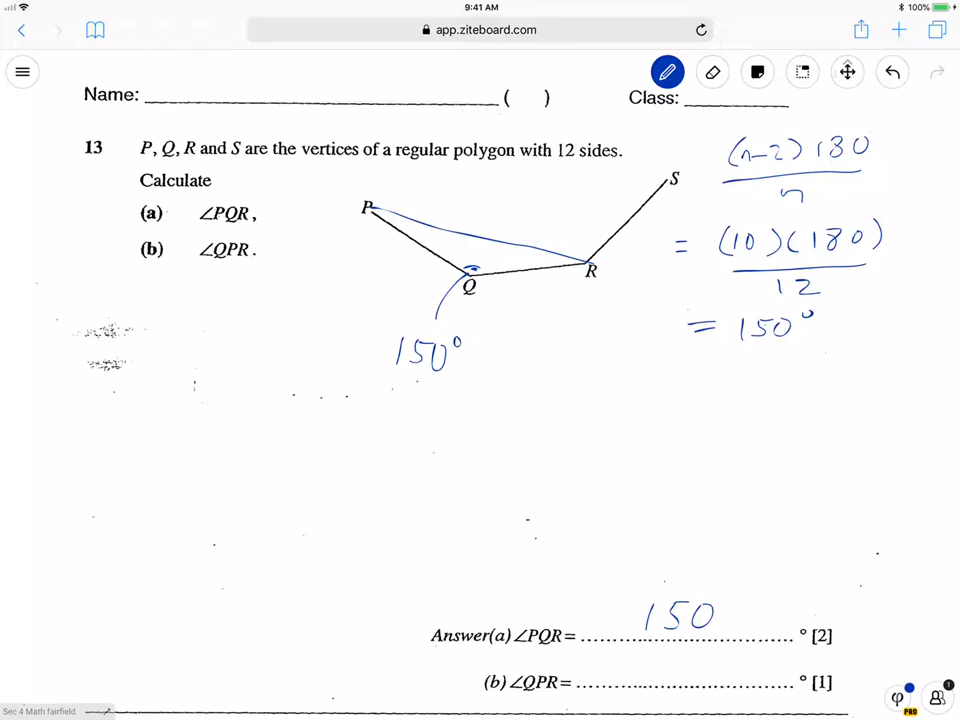 9:41 AM
100%
app.ziteboard.com
Name: ( ) Class:
13 P, Q, R and S are the vertices of a regular polygon with 12 sides.
Calculate
(a) ∠PQR,
(b) ∠QPR.
P
Q
R
S
150°
(n-2) 180
n
= (10)(180)
12
= 150°
150
Answer(a) ∠PQR = ° [2]
(b) ∠QPR = ° [1]
Sec 4 Math fairfield
φ
PRO
1